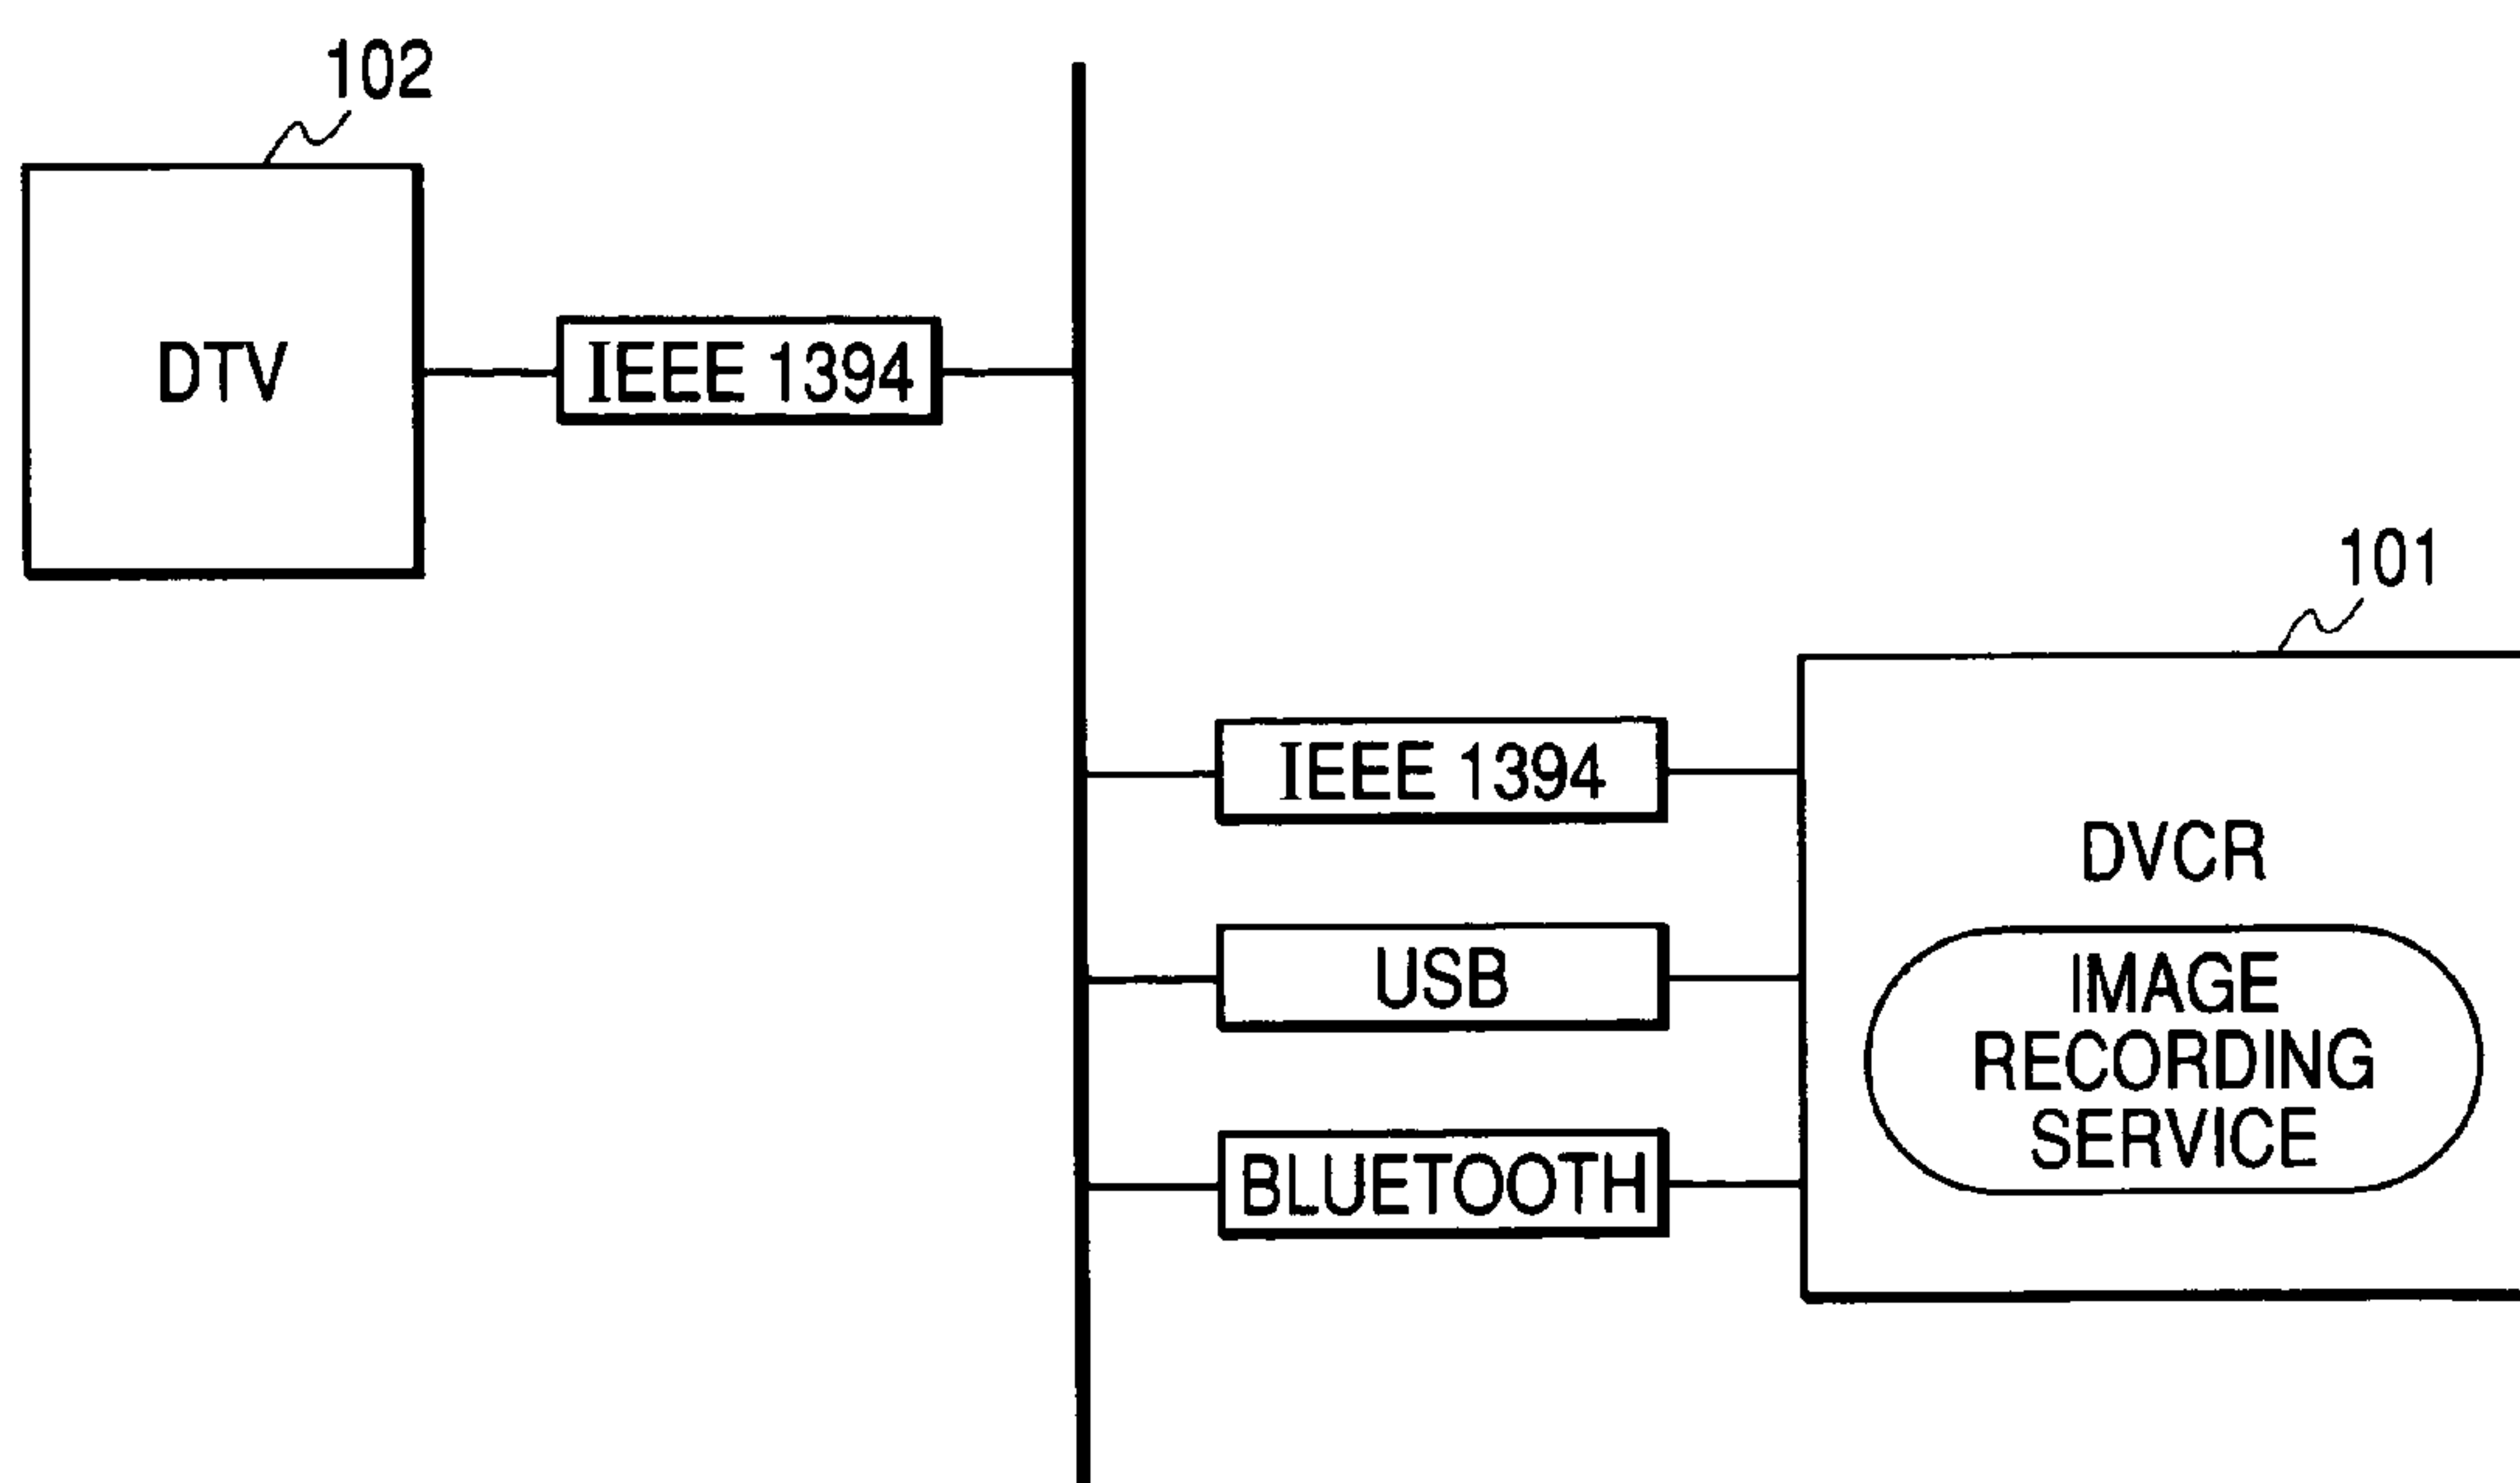 102
DTV
IEEE 1394
101
IEEE 1394
DVCR
USB
IMAGE
RECORDING
SERVICE
BLUETOOTH